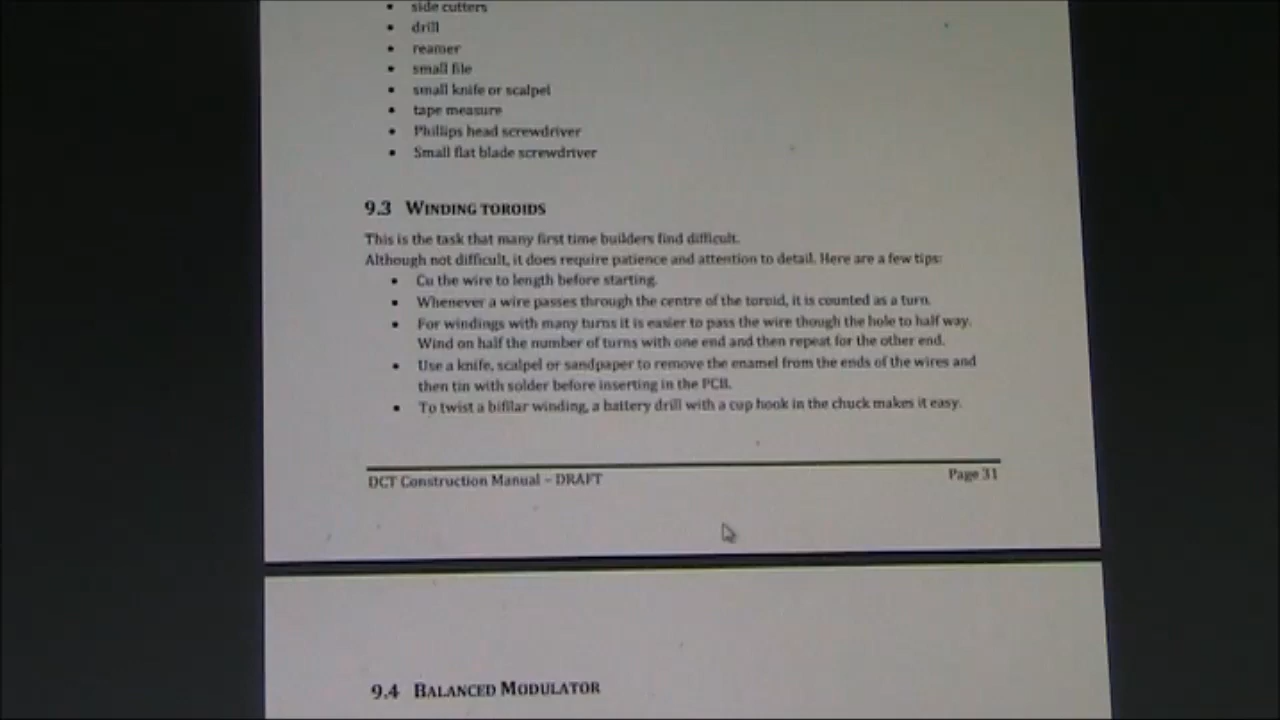 • side cutters
• drill
• reamer
• small file
• small knife or scalpel
• tape measure
• Phillips head screwdriver
• Small flat blade screwdriver
9.3 WINDING TOROIDS
This is the task that many first time builders find difficult.
Although not difficult, it does require patience and attention to detail. Here are a few tips:
• Cu the wire to length before starting.
• Whenever a wire passes through the centre of the toroid, it is counted as a turn.
• For windings with many turns it is easier to pass the wire though the hole to half way.
Wind on half the number of turns with one end and then repeat for the other end.
• Use a knife, scalpel or sandpaper to remove the enamel from the ends of the wires and
then tin with solder before inserting in the PCB.
• To twist a bifilar winding, a battery drill with a cup hook in the chuck makes it easy.
DCT Construction Manual – DRAFT Page 31
9.4 BALANCED MODULATOR